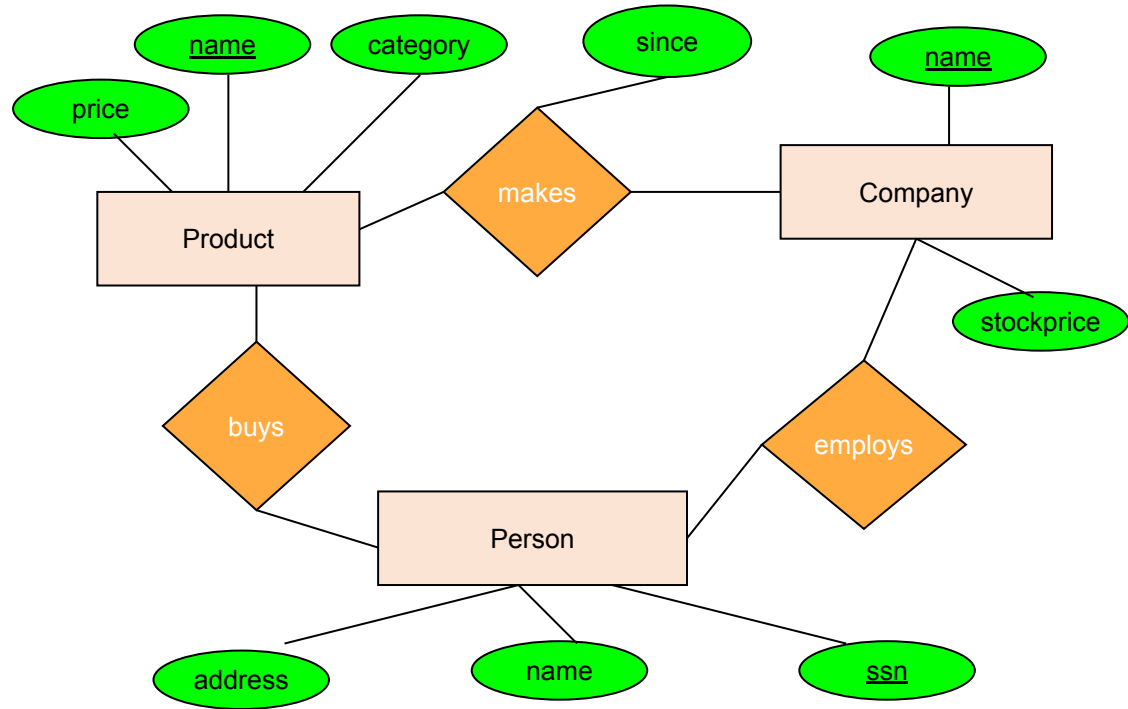 name
category
since
name
price
makes
Company
Product
stockprice
buys
employs
Person
address
name
ssn